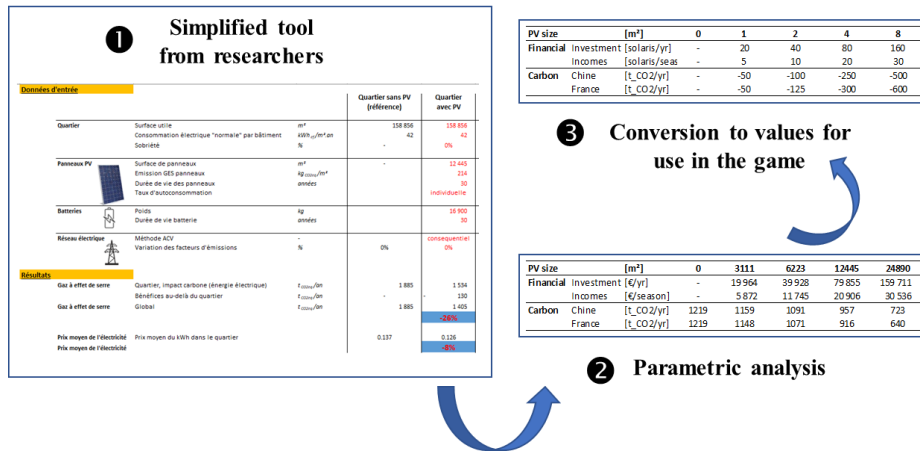 ❶ Simplified tool
from researchers
Données d'entrée
Quartier sans PV Quartier
(référence) avec PV
Quartier Surface utile m² 158 856 158 856
Consommation électrique "normale" par bâtiment kWh /m².an 42 42
Sobriété % - 0%
Panneaux PV Surface de panneaux m² - 12 445
Emission GES panneaux kg /m² 214
Durée de vie des panneaux années 30
Taux d'autoconsommation individuelle
Batteries Poids kg 16 900
Durée de vie batterie années 30
Réseau électrique Méthode ACV - consequentiel
Variation des facteurs d'émissions % 0% 0%
Résultats
Gaz à effet de serre Quartier, impact carbone (énergie électrique) /an 1 885 1 534
Bénéfices au-delà du quartier /an - - 130
Gaz à effet de serre Global /an 1 885 1 405
-26%
Prix moyen de l'électricité Prix moyen du kWh dans le quartier 0.137 0.126
Prix moyen de l'électricité -8%
PV size [m²] 0 1 2 4 8
Financial Investment [solaris/yr] - 20 40 80 160
Incomes [solaris/seas - 5 10 20 30
Carbon Chine [t_CO2/yr] - -50 -100 -250 -500
France [t_CO2/yr] - -50 -125 -300 -600
❸ Conversion to values for
use in the game
PV size [m²] 0 3111 6223 12445 24890
Financial Investment [€/yr] - 19 964 39 928 79 855 159 711
Incomes [€/season] - 5 872 11 745 20 906 30 536
Carbon Chine [t_CO2/yr] 1219 1159 1091 957 723
France [t_CO2/yr] 1219 1148 1071 916 640
❷ Parametric analysis